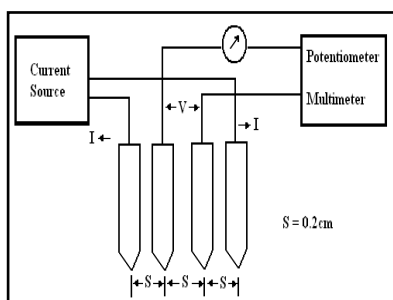 Current
Source
Potentiometer
Multimeter
V
I
I
S = 0.2cm
S
S
S